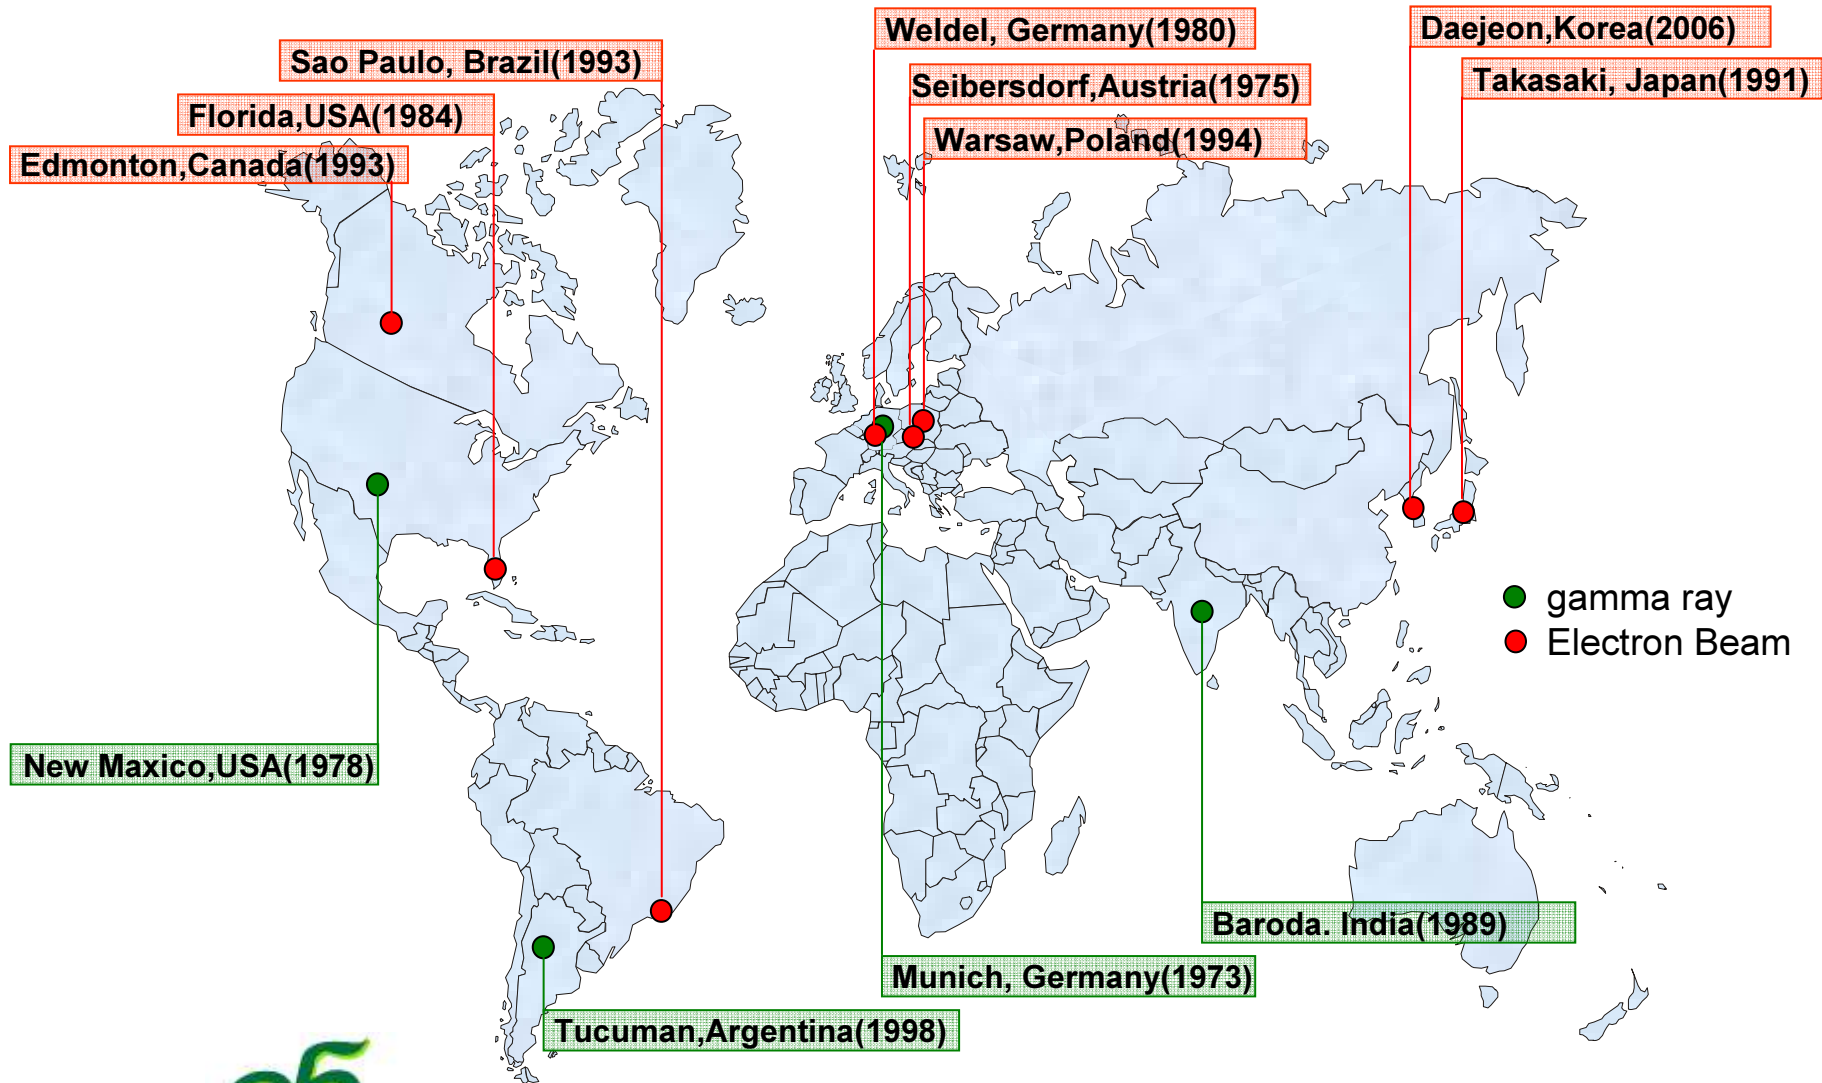 Weldel, Germany(1980)
Daejeon,Korea(2006)
Sao Paulo, Brazil(1993)
Seibersdorf,Austria(1975)
Takasaki, Japan(1991)
Florida,USA(1984)
Warsaw,Poland(1994)
Edmonton,Canada(1993)
gamma ray
Electron Beam
New Maxico,USA(1978)
Baroda. India(1989)
Munich, Germany(1973)
Tucuman,Argentina(1998)